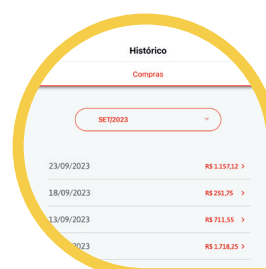 Histórico
Compras
SET/2023
23/09/2023 R$ 1.157,12 >
18/09/2023 R$ 251,75 >
13/09/2023 R$ 711,55 >
/2023 R$ 1.718,25 >